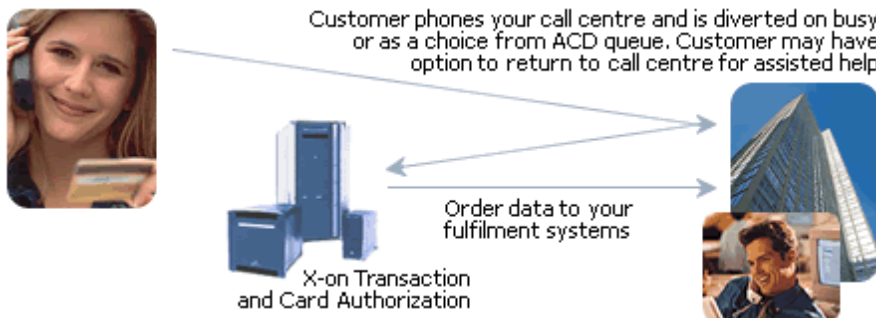 Customer phones your call centre and is diverted on busy
or as a choice from ACD queue. Customer may have
option to return to call centre for assisted help
Order data to your
fulfilment systems
X-on Transaction
and Card Authorization